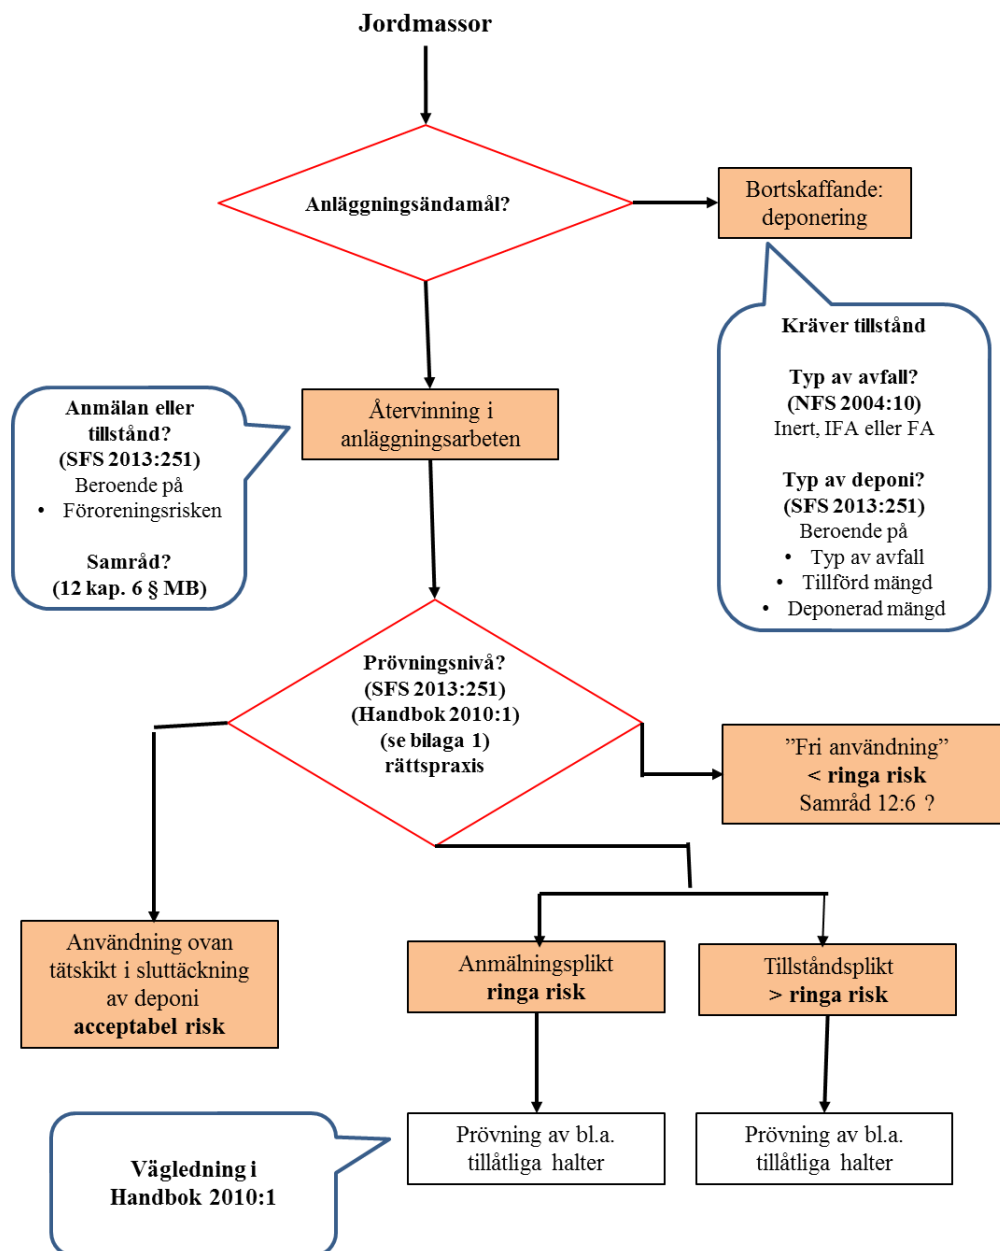 Jordmassor
Anläggningsändamål?
Bortskaffande:
deponering
Kräver tillstånd
Typ av avfall?
(NFS 2004:10)
Inert, IFA eller FA
Typ av deponi?
(SFS 2013:251)
Beroende på
• Typ av avfall
• Tillförd mängd
• Deponerad mängd
Anmälan eller
tillstånd?
(SFS 2013:251)
Beroende på
• Föroreningsrisken
Samråd?
(12 kap. 6 § MB)
Återvinning i
anläggningsarbeten
Prövningsnivå?
(SFS 2013:251)
(Handbok 2010:1)
(se bilaga 1)
rättspraxis
”Fri användning”
< ringa risk
Samråd 12:6 ?
Användning ovan
tätskikt i sluttäckning
av deponi
acceptabel risk
Anmälningsplikt
ringa risk
Tillståndsplikt
> ringa risk
Vägledning i
Handbok 2010:1
Prövning av bl.a.
tillåtliga halter
Prövning av bl.a.
tillåtliga halter